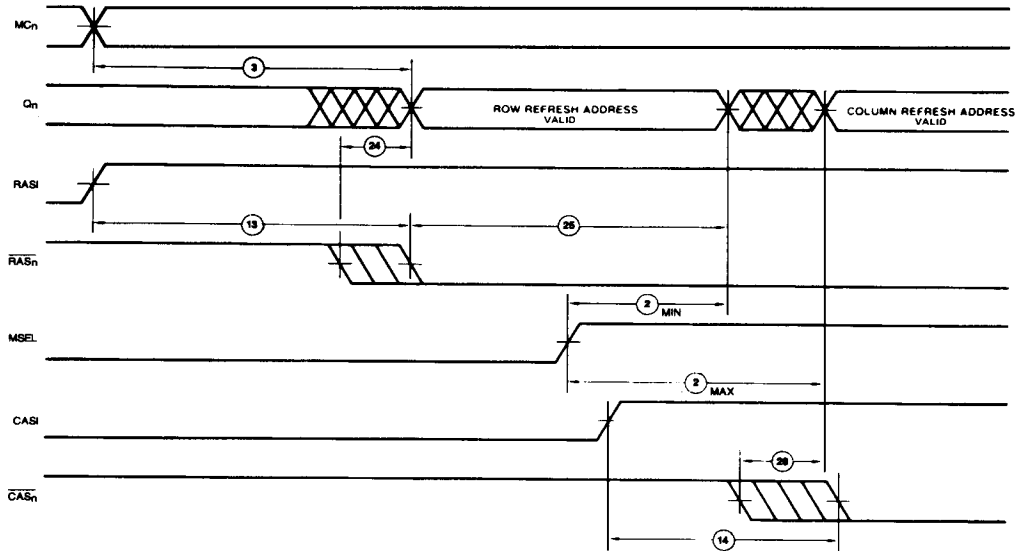 MCn
3
Qn
ROW REFRESH ADDRESS
VALID
COLUMN REFRESH ADDRESS
VALID
24
RASI
13
25
RASn
2 MIN
MSEL
2 MAX
CASI
26
CASn
14